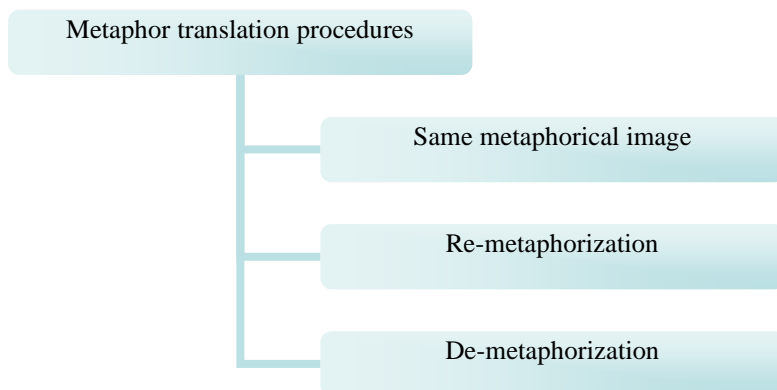 Metaphor translation procedures
Same metaphorical image
Re-metaphorization
De-metaphorization